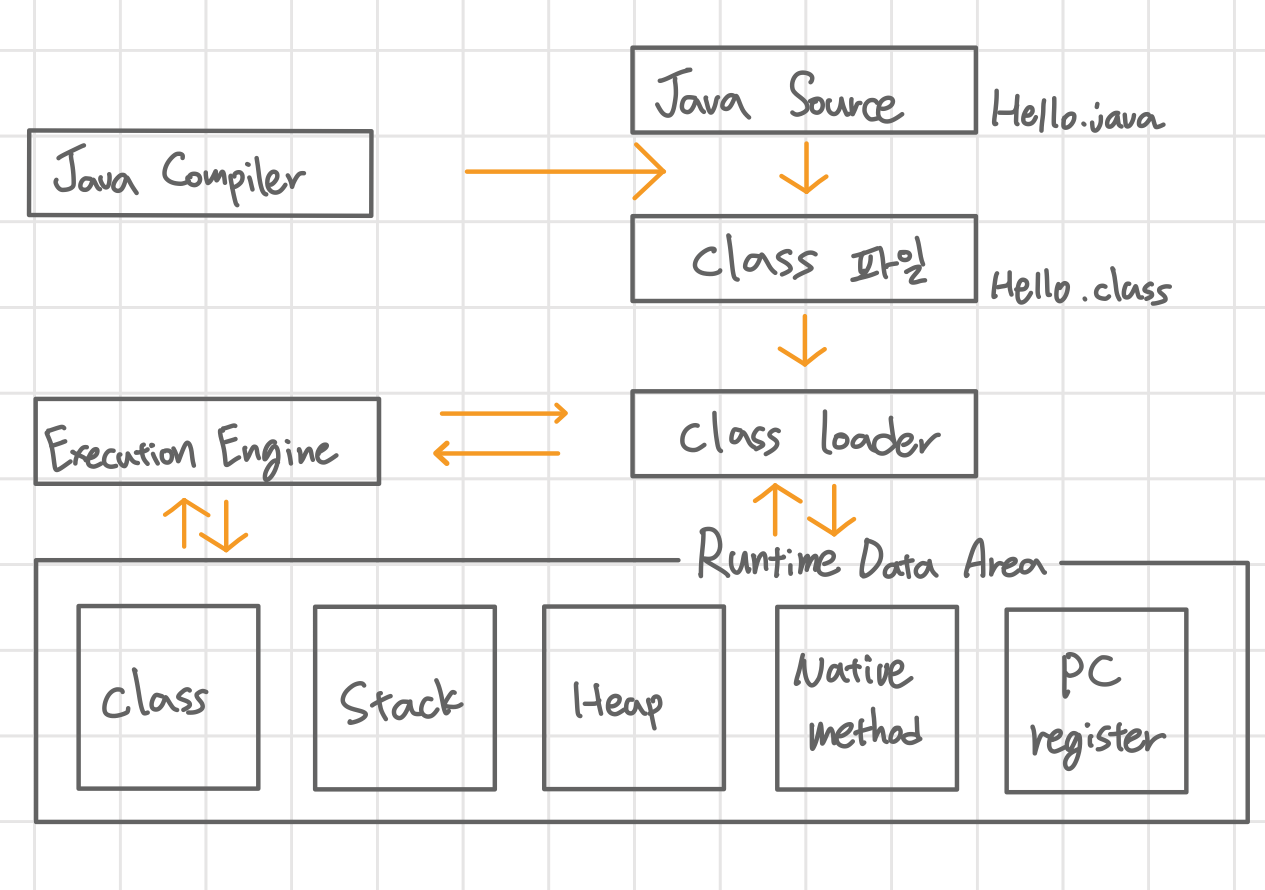 Java Source
Hello.java
Java Compiler
Class 파일
Hello.class
Class loader
Execution Engine
Runtime Data Area
Class
Stack
Heap
Native
method
PC
register